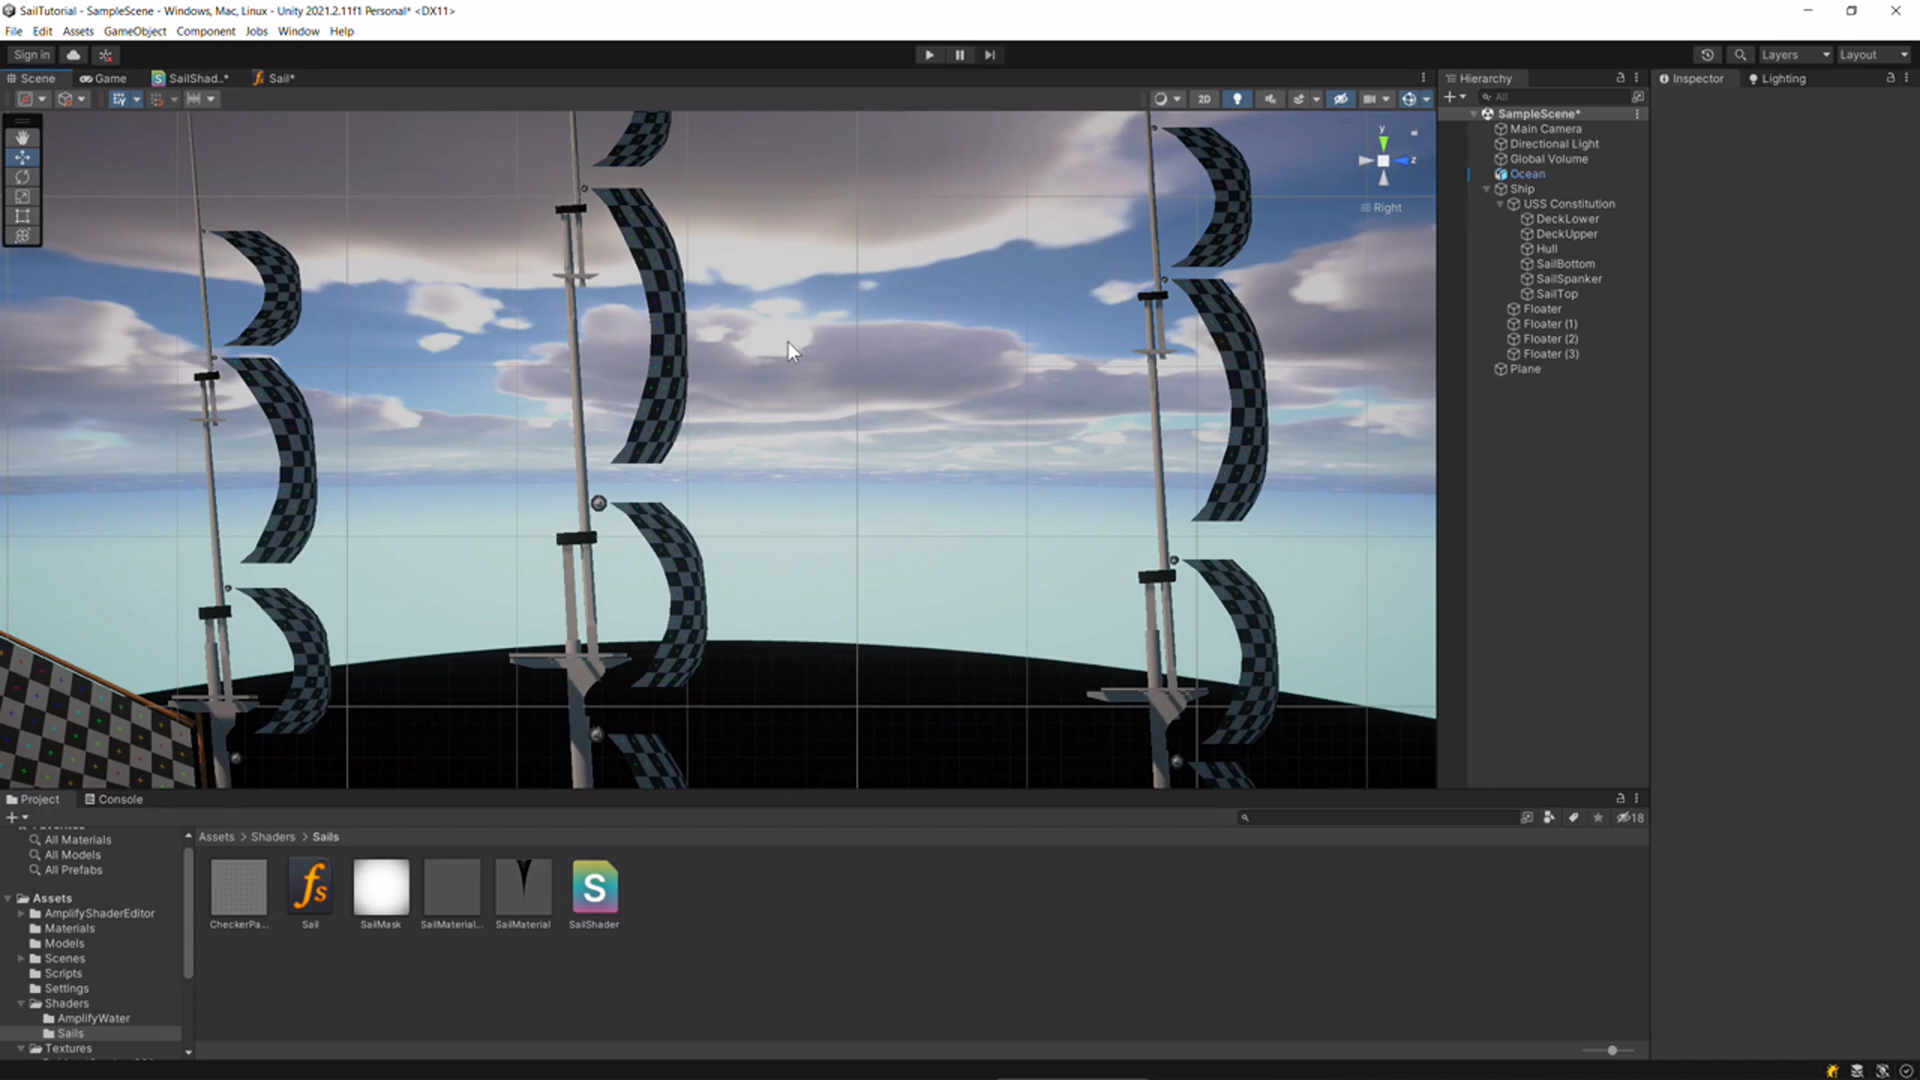 SailTutorial - SampleScene - Windows, Mac, Linux - Unity 2021.2.11f1 Personal* <DX11>
File Edit Assets GameObject Component Jobs Window Help
Sign in
Layers
Layout
Scene
Game
SailShad..*
Sail*
Hierarchy
Inspector
Lighting
2D
All
SampleScene*
Main Camera
Directional Light
Global Volume
Ocean
Ship
USS Constitution
DeckLower
DeckUpper
Hull
SailBottom
SailSpanker
SailTop
Floater
Floater (1)
Floater (2)
Floater (3)
Plane
y
z
Right
Project
Console
18
All Materials
All Models
All Prefabs
Assets
AmplifyShaderEditor
Materials
Models
Scenes
Scripts
Settings
Shaders
AmplifyWater
Sails
Textures
Assets > Shaders > Sails
CheckerPa...
Sail
SailMask
SailMaterial...
SailMaterial
SailShader